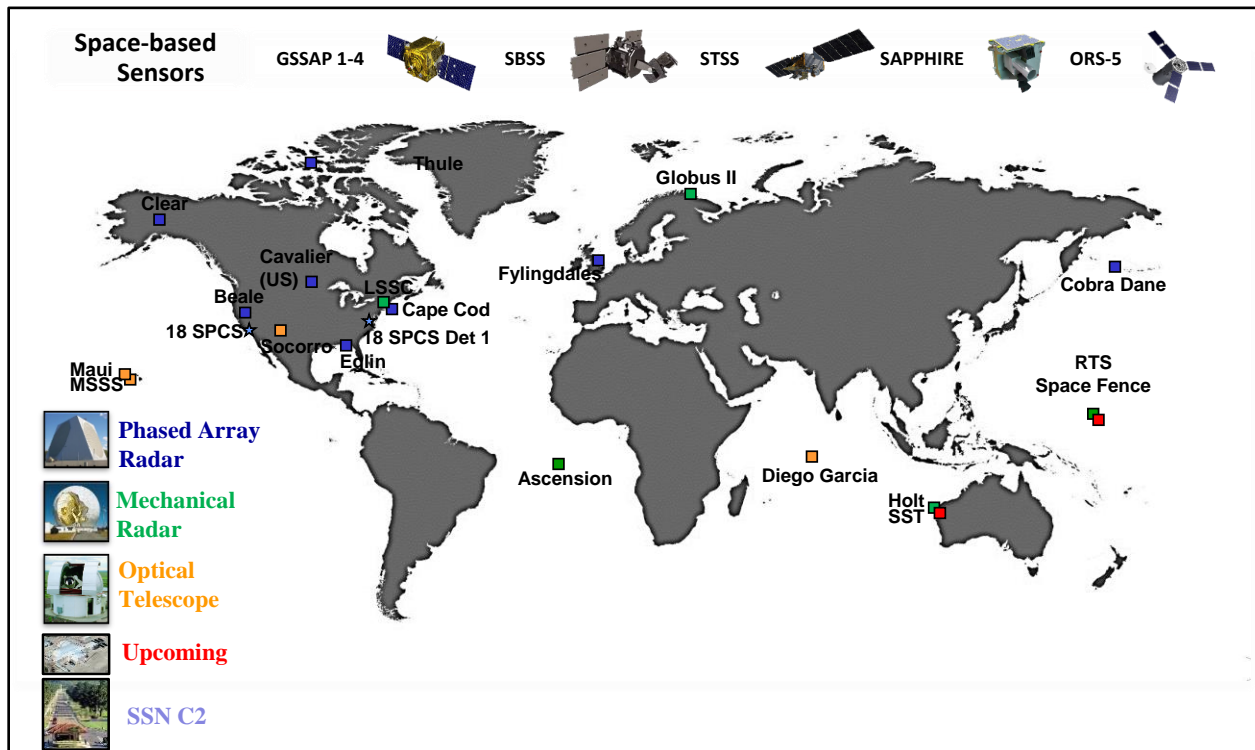 Space-based
Sensors
GSSAP 1-4
SBSS
STSS
SAPPHIRE
ORS-5
Thule
Globus II
Clear
Cavalier
(US)
Fylingdales
LSSC
Cobra Dane
Beale
Cape Cod
18 SPCS
18 SPCS Det 1
Socorro
Eglin
Maui
MSSS
RTS
Space Fence
Ascension
Diego Garcia
Holt
SST
Phased Array
Radar
Mechanical
Radar
Optical
Telescope
Upcoming
SSN C2